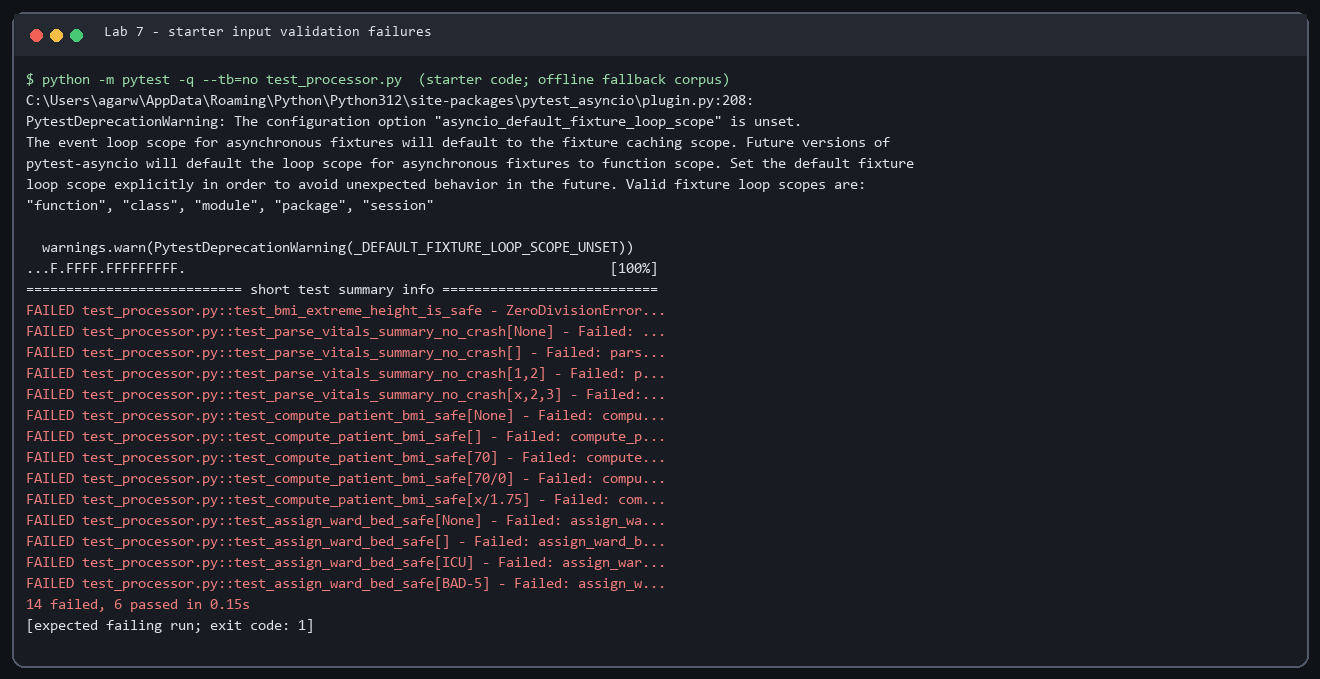 Lab 7 - starter input validation failures
$ python -m pytest -q --tb=no test_processor.py  (starter code; offline fallback corpus)
C:\Users\agarw\AppData\Roaming\Python\Python312\site-packages\pytest_asyncio\plugin.py:208:
PytestDeprecationWarning: The configuration option "asyncio_default_fixture_loop_scope" is unset.
The event loop scope for asynchronous fixtures will default to the fixture caching scope. Future versions of
pytest-asyncio will default the loop scope for asynchronous fixtures to function scope. Set the default fixture
loop scope explicitly in order to avoid unexpected behavior in the future. Valid fixture loop scopes are:
"function", "class", "module", "package", "session"
  warnings.warn(PytestDeprecationWarning(_DEFAULT_FIXTURE_LOOP_SCOPE_UNSET))
...F.FFFF.FFFFFFFFF.                                                     [100%]
=========================== short test summary info ===========================
FAILED test_processor.py::test_bmi_extreme_height_is_safe - ZeroDivisionError...
FAILED test_processor.py::test_parse_vitals_summary_no_crash[None] - Failed: ...
FAILED test_processor.py::test_parse_vitals_summary_no_crash[] - Failed: pars...
FAILED test_processor.py::test_parse_vitals_summary_no_crash[1,2] - Failed: p...
FAILED test_processor.py::test_parse_vitals_summary_no_crash[x,2,3] - Failed:...
FAILED test_processor.py::test_compute_patient_bmi_safe[None] - Failed: compu...
FAILED test_processor.py::test_compute_patient_bmi_safe[] - Failed: compute_p...
FAILED test_processor.py::test_compute_patient_bmi_safe[70] - Failed: compute...
FAILED test_processor.py::test_compute_patient_bmi_safe[70/0] - Failed: compu...
FAILED test_processor.py::test_compute_patient_bmi_safe[x/1.75] - Failed: com...
FAILED test_processor.py::test_assign_ward_bed_safe[None] - Failed: assign_wa...
FAILED test_processor.py::test_assign_ward_bed_safe[] - Failed: assign_ward_b...
FAILED test_processor.py::test_assign_ward_bed_safe[ICU] - Failed: assign_war...
FAILED test_processor.py::test_assign_ward_bed_safe[BAD-5] - Failed: assign_w...
14 failed, 6 passed in 0.15s
[expected failing run; exit code: 1]